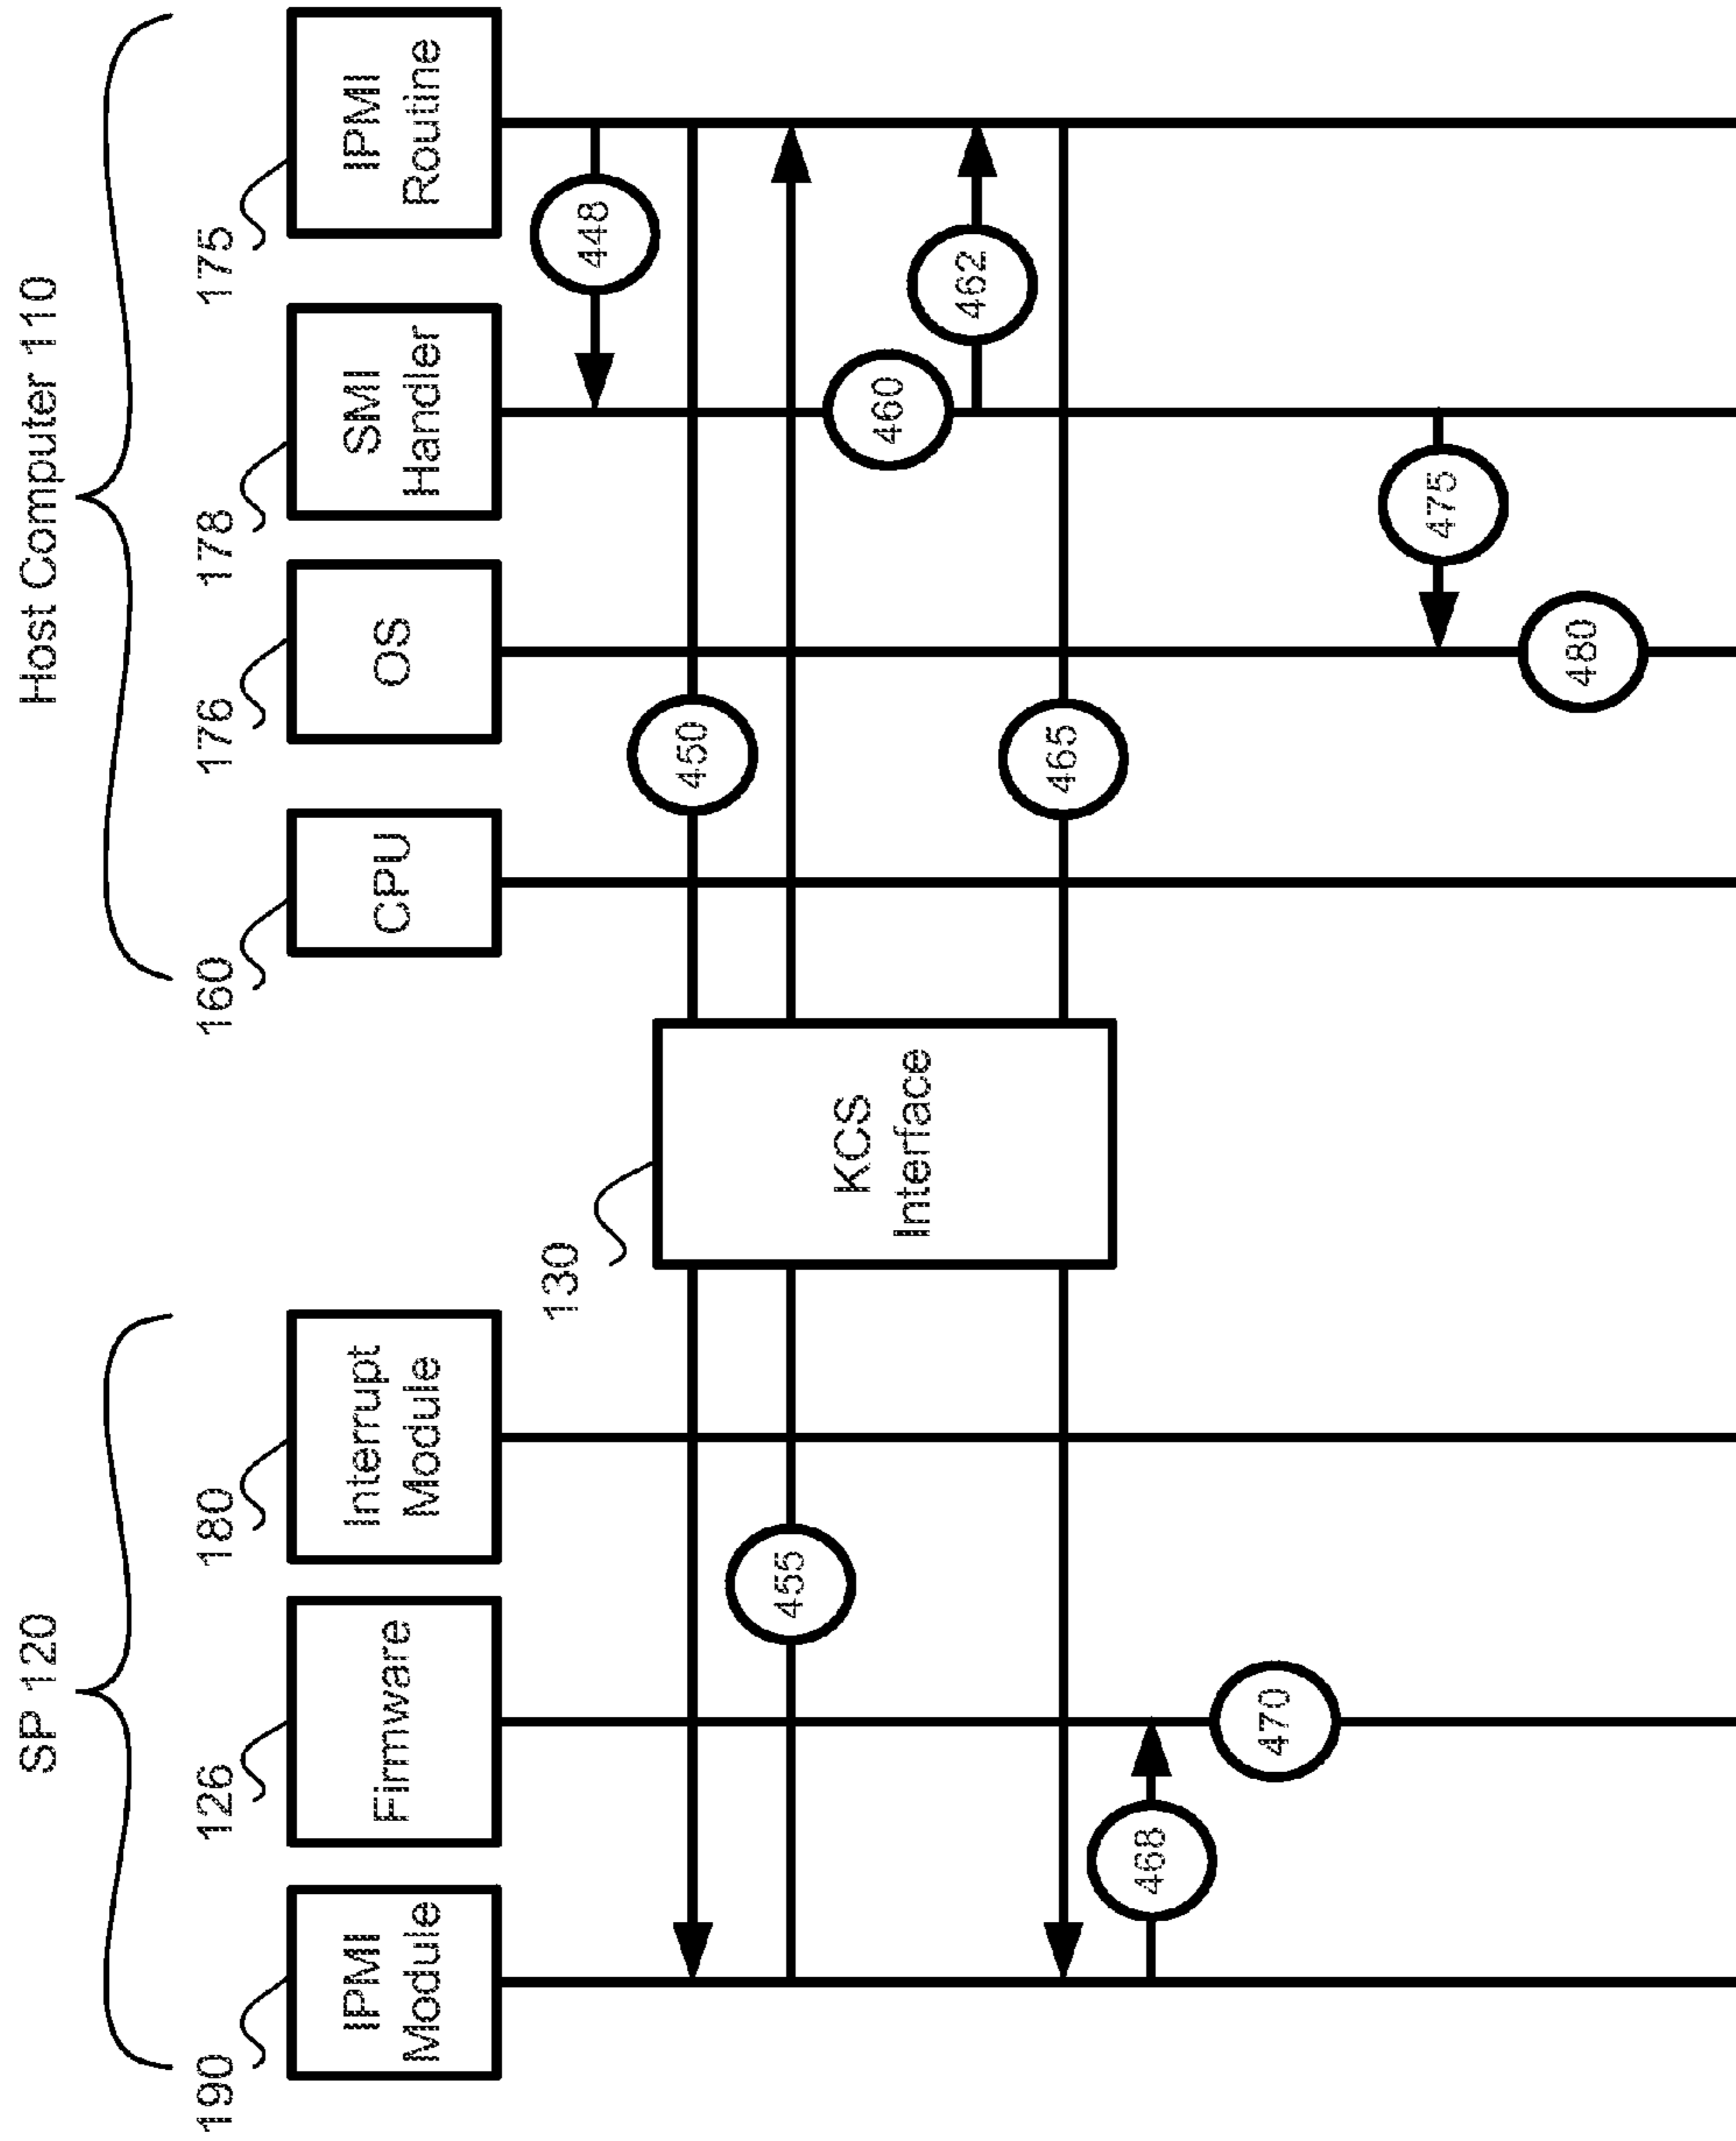 SP 120
Host Computer 110
190
126
180
160
176
178
175
IPMI
Module
Firmware
Interrupt
Module
CPU
OS
SMI
Handler
IPMI
Routine
130
KCS
Interface
448
450
455
460
462
465
468
470
475
480